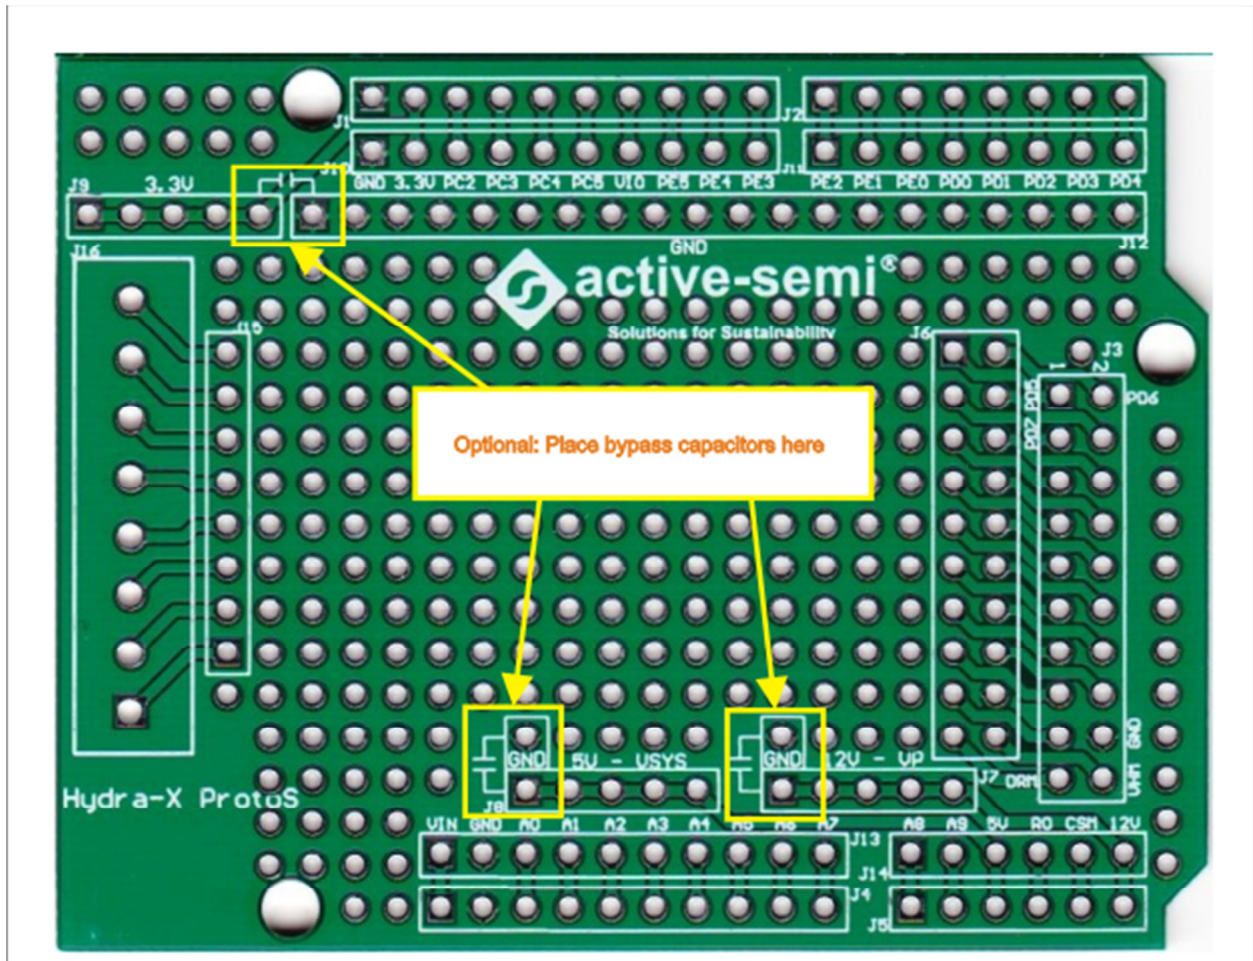 J1
J2
J10
J11
GND 3.3V PC2 PC3 PC4 PC5 VIO PE5 PE4 PE3
PE2 PE1 PE0 PD0 PD1 PD2 PD3 PD4
J9 3.3V
GND
J12
J16
active-semi®
Solutions for Sustainability
J15
J6
J3
1 2
PD5
PD6
PD7
Optional: Place bypass capacitors here
GND 5V - VSYS
GND 12V - VP
J7
DRM
GND
VHM
Hydra-X ProtoS
J8
VIN GND A0 A1 A2 A3 A4 A5 A6 A7
A8 A9 5V RO CSM 12V
J13
J14
J4
J5